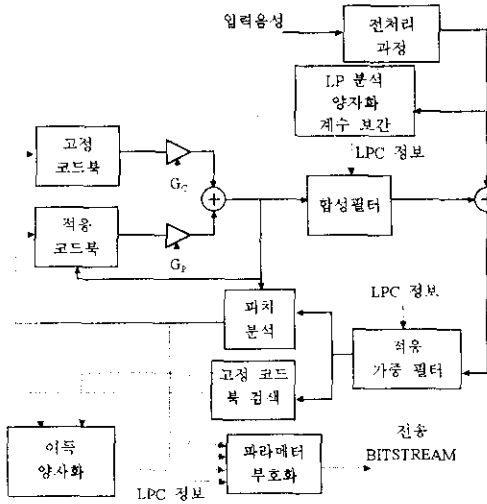 입력음성
전처리
과정
LP 분석
양자화
계수 보간
LPC 정보
고정
코드북
G_C
적응
코드북
G_P
합성필터
LPC 정보
피치
분석
적응
가중 필터
고정 코드
북 검색
이득
양자화
파라메터
부호화
전송
BITSTREAM
LPC 정보